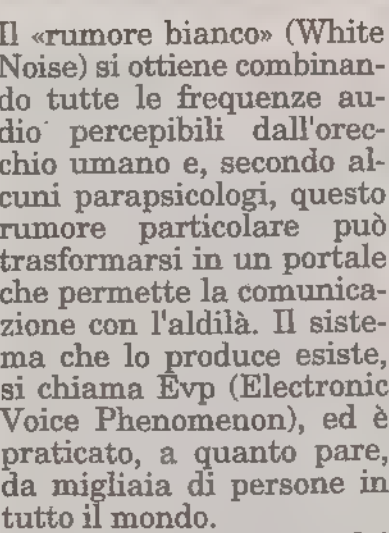 Il «rumore bianco» (White
Noise) si ottiene combinan-
do tutte le frequenze au-
dio percepibili dall'orec-
chio umano e, secondo al-
cuni parapsicologi, questo
rumore particolare può
trasformarsi in un portale
che permette la comunica-
zione con l'aldilà. Il siste-
ma che lo produce esiste,
si chiama Evp (Electronic
Voice Phenomenon), ed è
praticato, a quanto pare,
da migliaia di persone in
tutto il mondo.